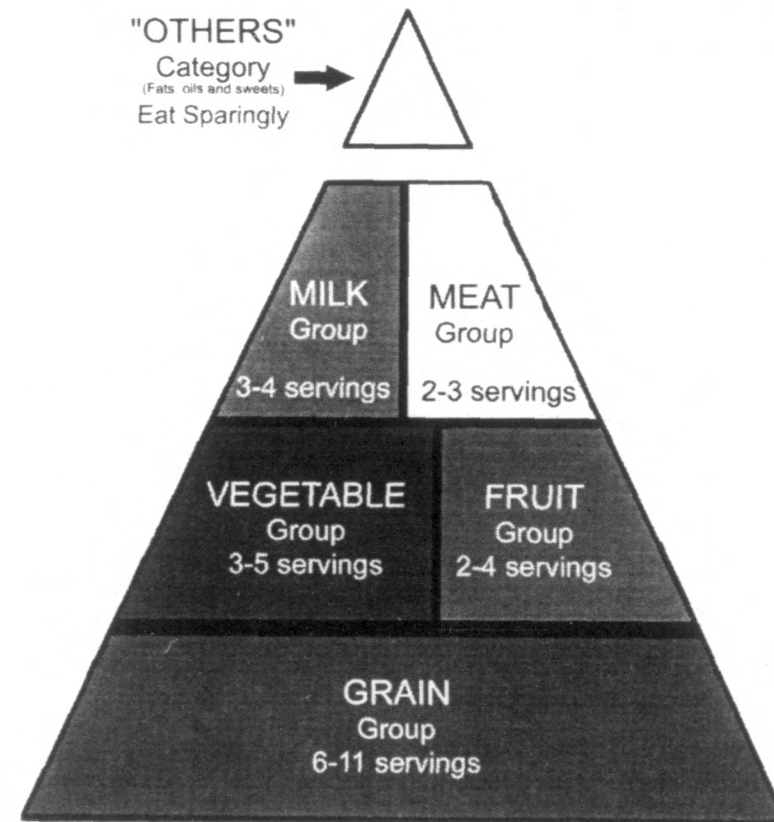 "OTHERS"
Category
(Fats, oils and sweets)
Eat Sparingly
MILK
Group
3-4 servings
MEAT
Group
2-3 servings
VEGETABLE
Group
3-5 servings
FRUIT
Group
2-4 servings
GRAIN
Group
6-11 servings